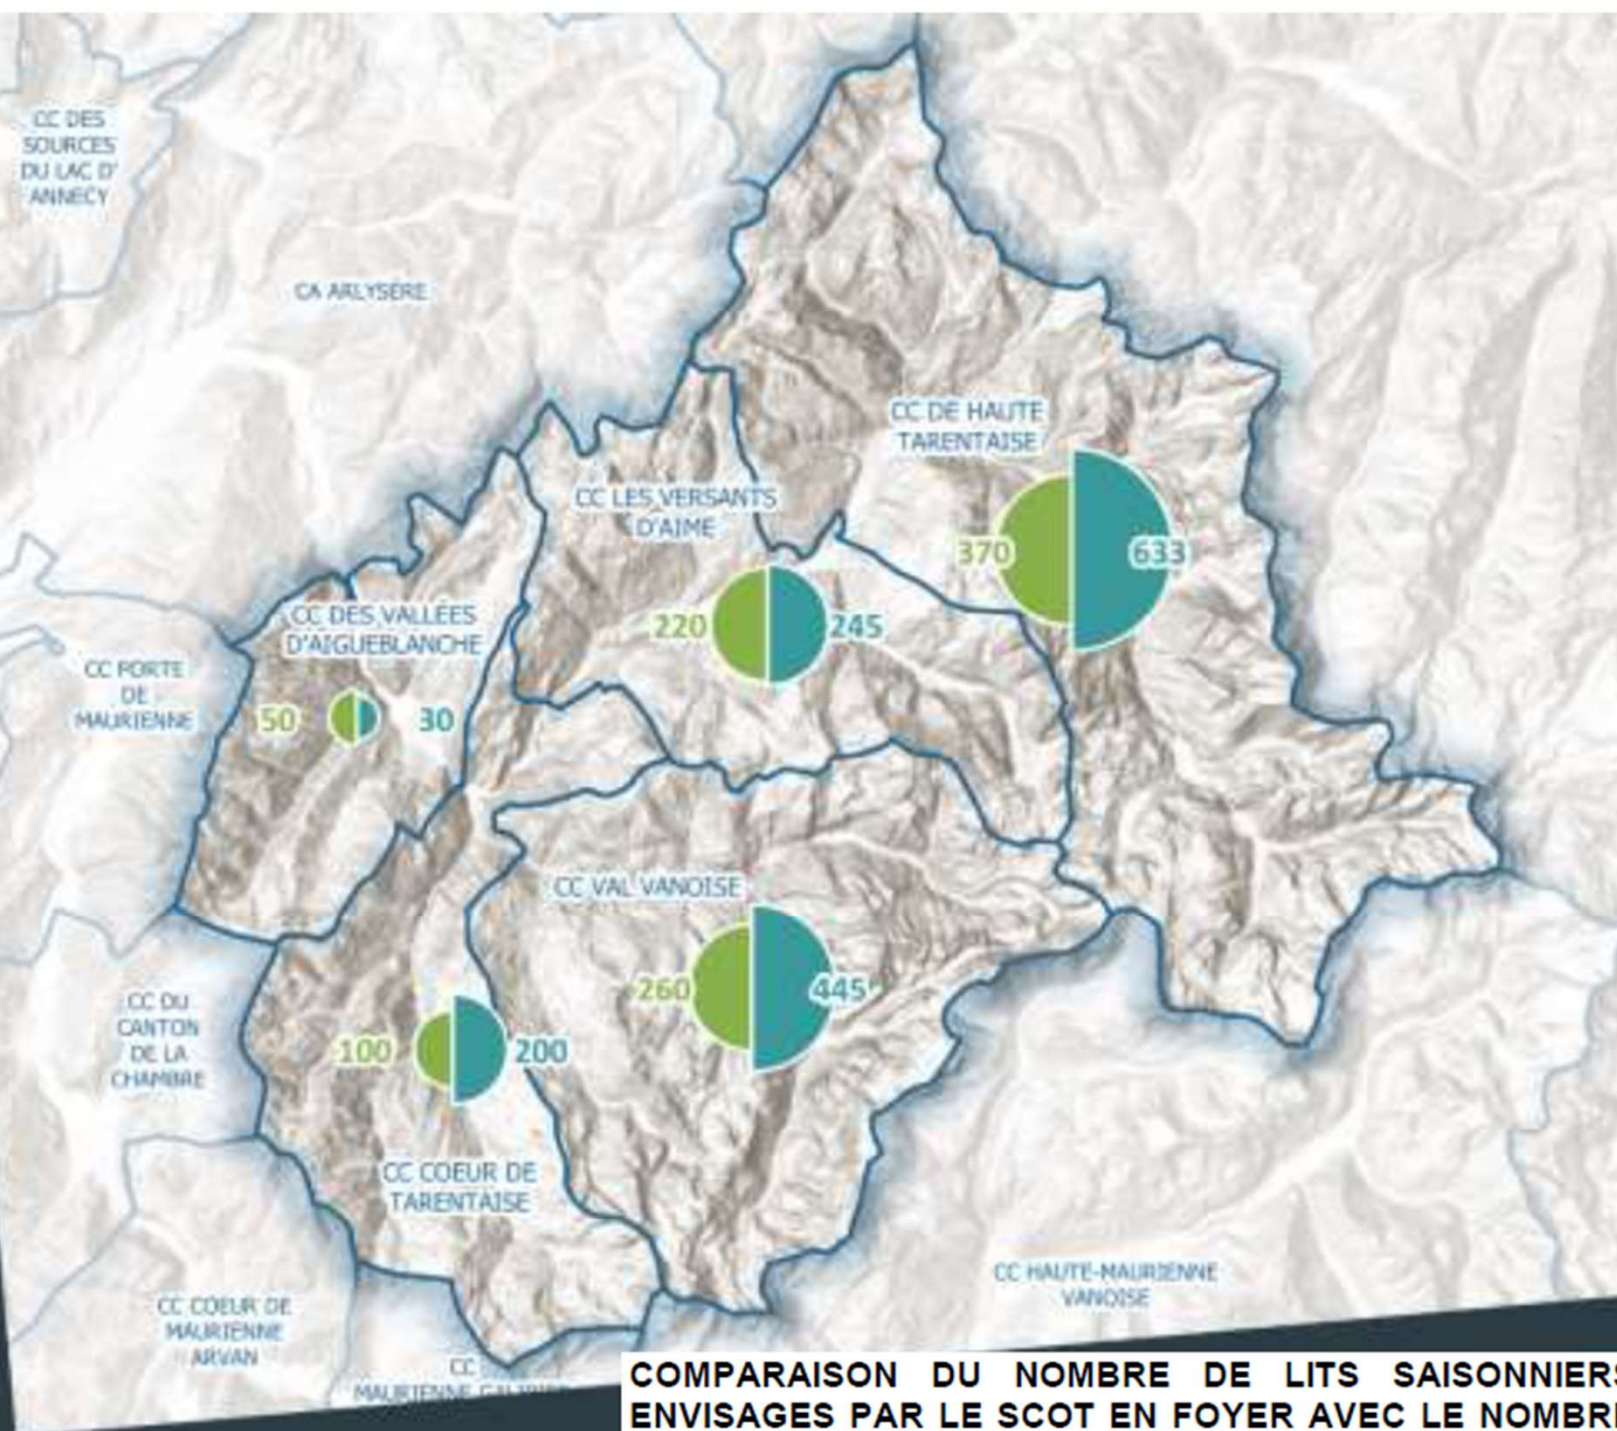 CC DES
SOURCES
DU LAC D'
ANNECY
CA ARLYSÈRE
CC DE HAUTE
TARENTAISE
CC LES VERSANTS
D'AIME
370
633
CC DES VALLÉES
D'AIGUEBLANCHE
220
245
CC PORTE
DE
MAURIENNE
50
30
CC VAL VANOISE
260
445
CC DU
CANTON
DE LA
CHAMBRE
100
200
CC COEUR DE
TARENTAISE
CC HAUTE-MAURIENNE
VANOISE
CC COEUR DE
MAURIENNE
ARVAN
CC
MAURIENNE
COMPARAISON DU NOMBRE DE LITS SAISONNIERS
ENVISAGES PAR LE SCOT EN FOYER AVEC LE NOMBRE